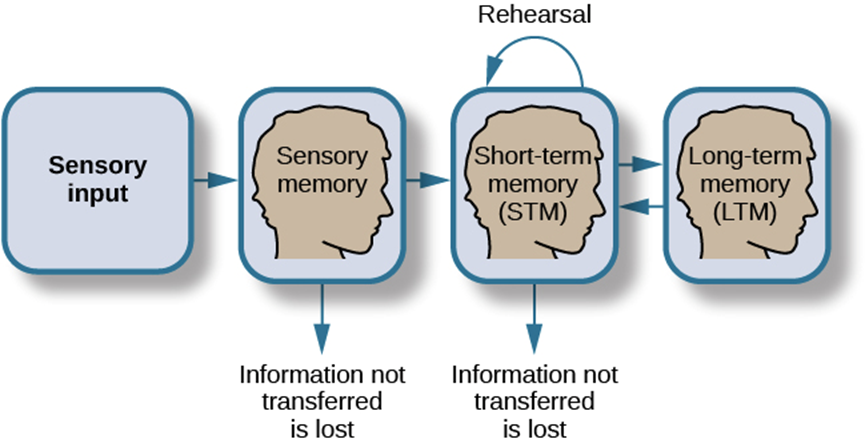 Rehearsal
Sensory
input
Sensory
memory
Short-term
memory
(STM)
Long-term
memory
(LTM)
Information not
transferred
is lost
Information not
transferred
is lost